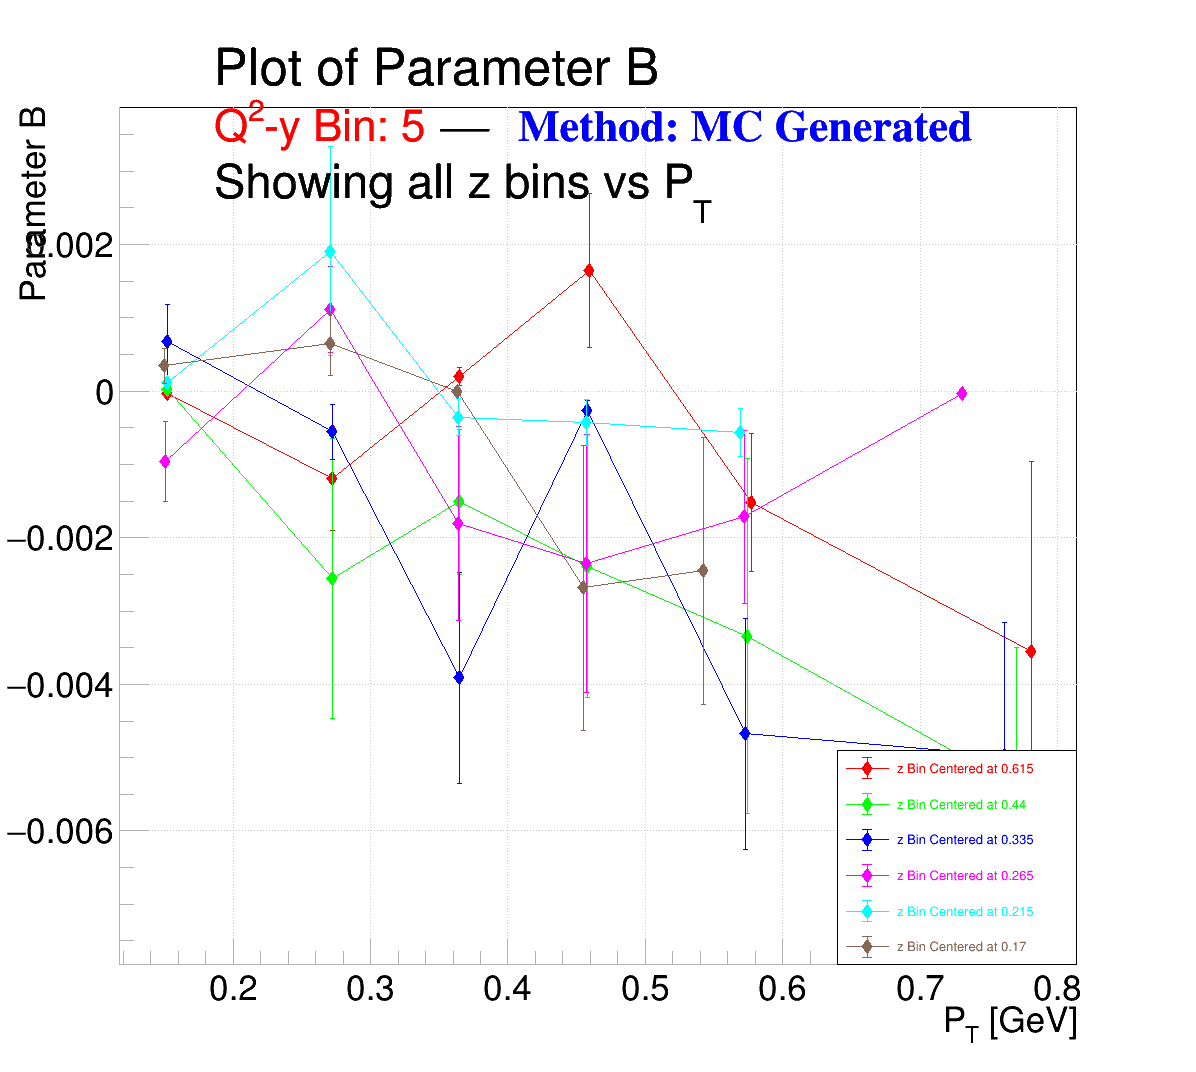 Plot of Parameter B
Q²-y Bin: 5 — Method: MC Generated
Showing all z bins vs P_T
Parameter B
0.002
0
−0.002
−0.004
−0.006
z Bin Centered at 0.615
z Bin Centered at 0.44
z Bin Centered at 0.335
z Bin Centered at 0.265
z Bin Centered at 0.215
z Bin Centered at 0.17
0.2 0.3 0.4 0.5 0.6 0.7 0.8
P_T [GeV]